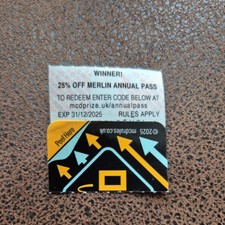 WINNER!
25% OFF MERLIN ANNUAL PASS
TO REDEEM ENTER CODE BELOW AT
mcdprize.uk/annualpass
EXP 31/12/2025 RULES APPLY
Peel Here
© 2025
mcdrules.co.uk